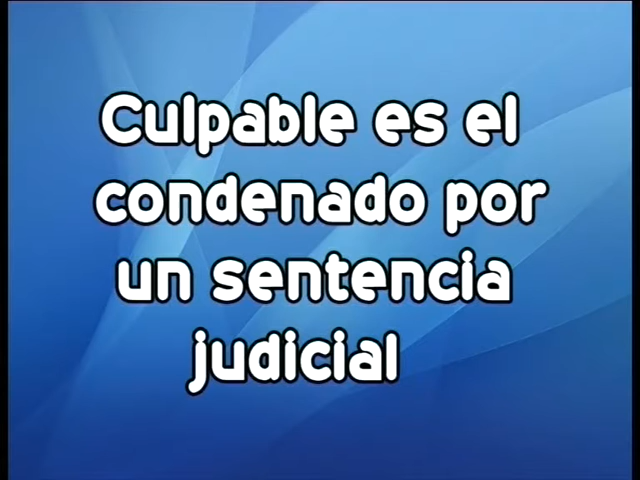 Culpable es el
condenado por
un sentencia
judicial